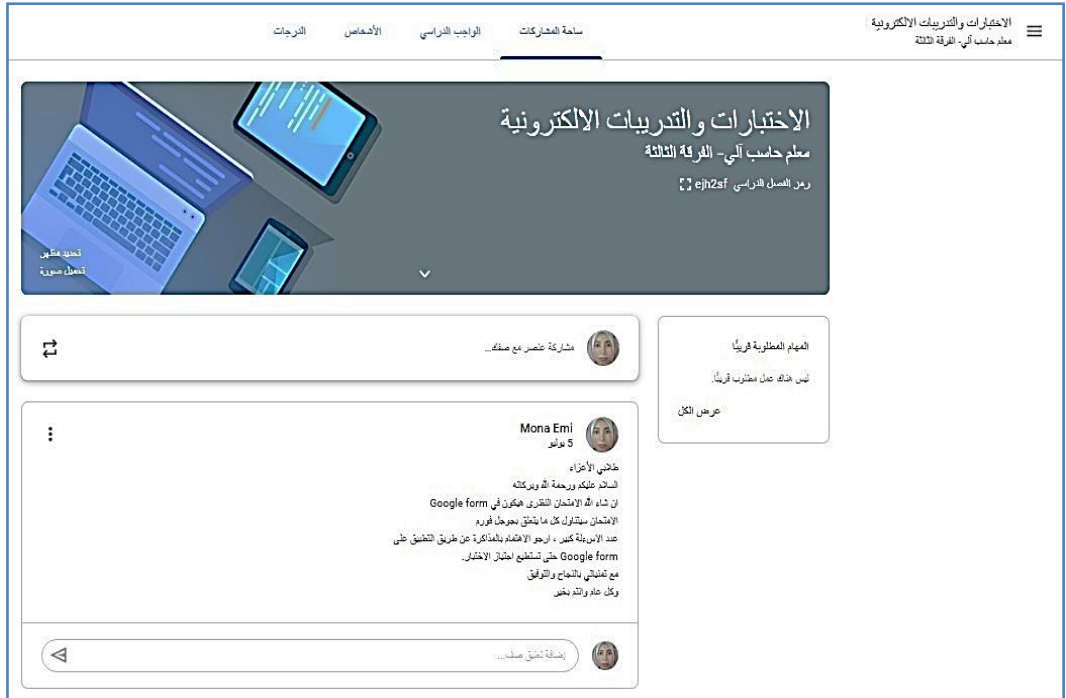 الاختبارات والتدريبات الالكترونية
معلم حاسب آلي- الفرقة الثالثة
ساحة المشاركات
الواجب الدراسي
الأشخاص
الدرجات
الاختبارات والتدريبات الالكترونية
معلم حاسب آلي- الفرقة الثالثة
رمز الفصل الدراسي ejh2sf
تحديد مظهر
تحميل صورة
المهام المطلوبة قريبًا
ليس هناك عمل مطلوب قريبًا.
عرض الكل
مشاركة عنصر مع صفك...
Mona Emi
5 يوليو
طلابي الأعزاء
السلام عليكم ورحمة الله وبركاته
ان شاء الله الامتحان النظرى هيكون في Google form
الامتحان سيتناول كل ما يتعلق بجوجل فورم
عدد الاسءلة كبير ، ارجو الاهتمام بالمذاكرة عن طريق التطبيق على
Google form حتى تستطيع اجتياز الاختبار.
مع تمنياتي بالنجاح والتوفيق
وكل عام وانتم بخير
إضافة تعليق صف...